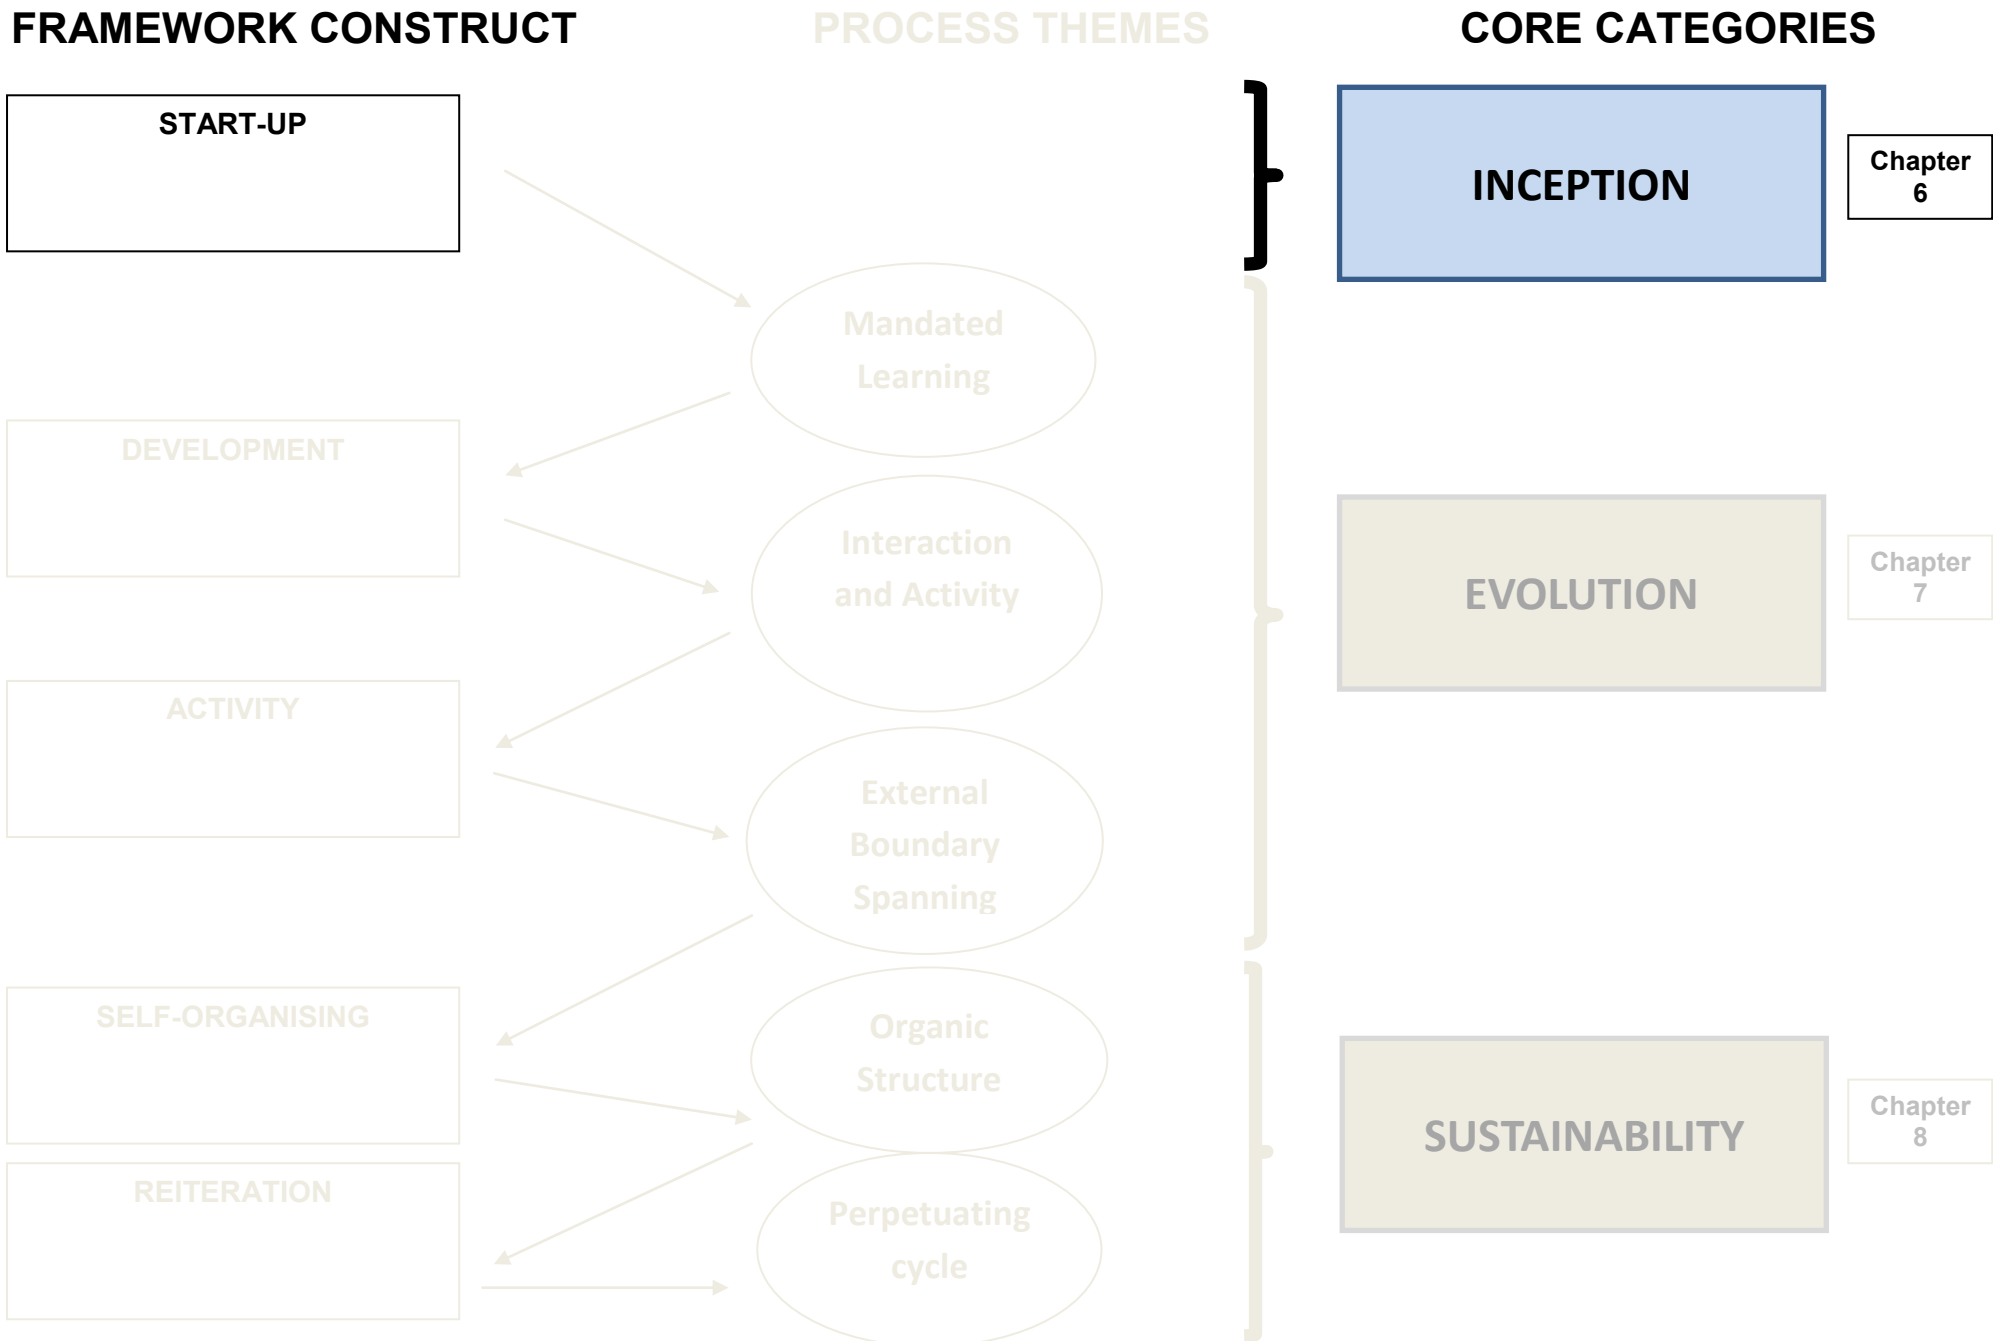 FRAMEWORK CONSTRUCT
PROCESS THEMES
CORE CATEGORIES
START-UP
INCEPTION
Chapter
6
Mandated
Learning
DEVELOPMENT
Interaction
and Activity
EVOLUTION
Chapter
7
ACTIVITY
External
Boundary
Spanning
SELF-ORGANISING
Organic
Structure
SUSTAINABILITY
Chapter
8
REITERATION
Perpetuating
cycle